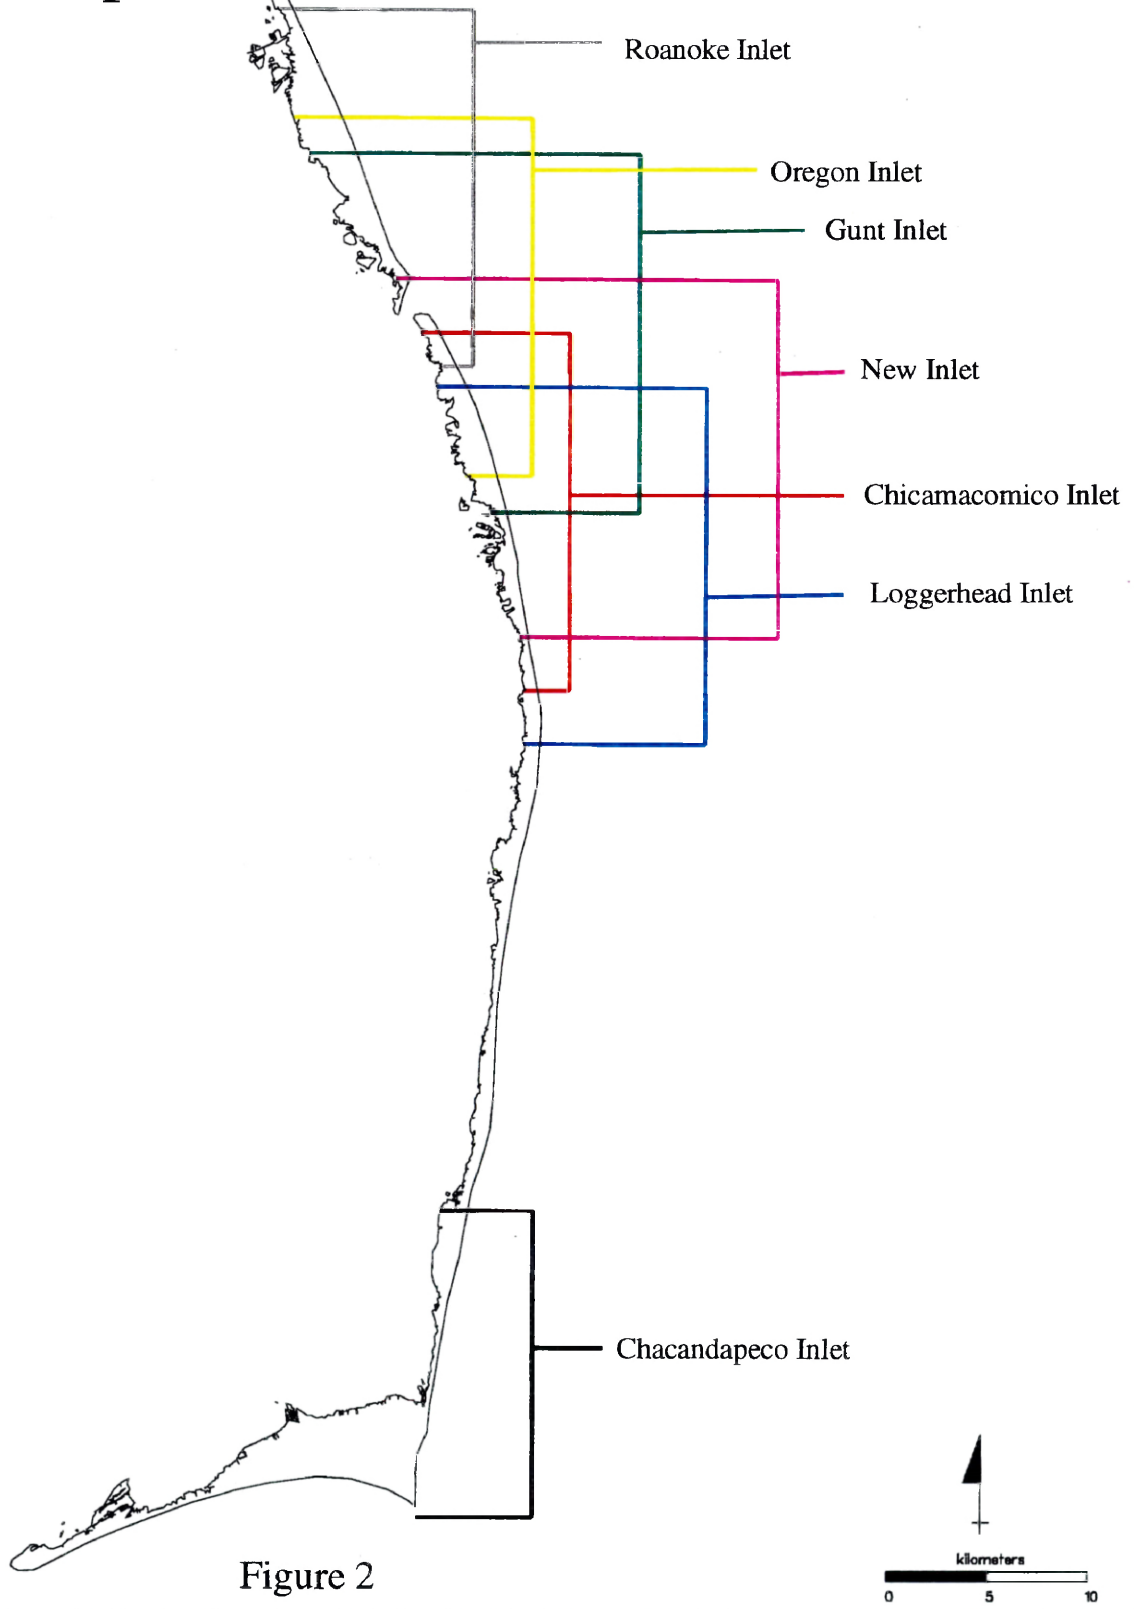 Roanoke Inlet
Oregon Inlet
Gunt Inlet
New Inlet
Chicamacomico Inlet
Loggerhead Inlet
Chacandapeco Inlet
kilometers
0 5 10
Figure 2